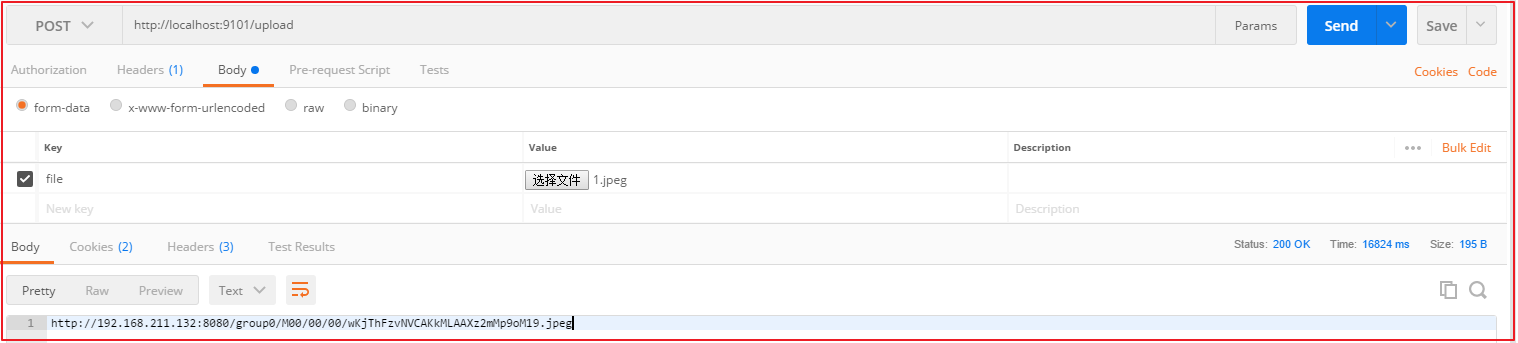 POST http://localhost:9101/upload Params Send Save
Authorization Headers (1) Body Pre-request Script Tests Cookies Code
form-data x-www-form-urlencoded raw binary
Key Value Description ••• Bulk Edit
file 选择文件 1.jpeg
New key Value Description
Body Cookies (2) Headers (3) Test Results Status: 200 OK Time: 16824 ms Size: 195 B
Pretty Raw Preview Text
1 http://192.168.211.132:8080/group0/M00/00/00/wKjThFzvNVCAKkMLAAXz2mMp9oM19.jpeg